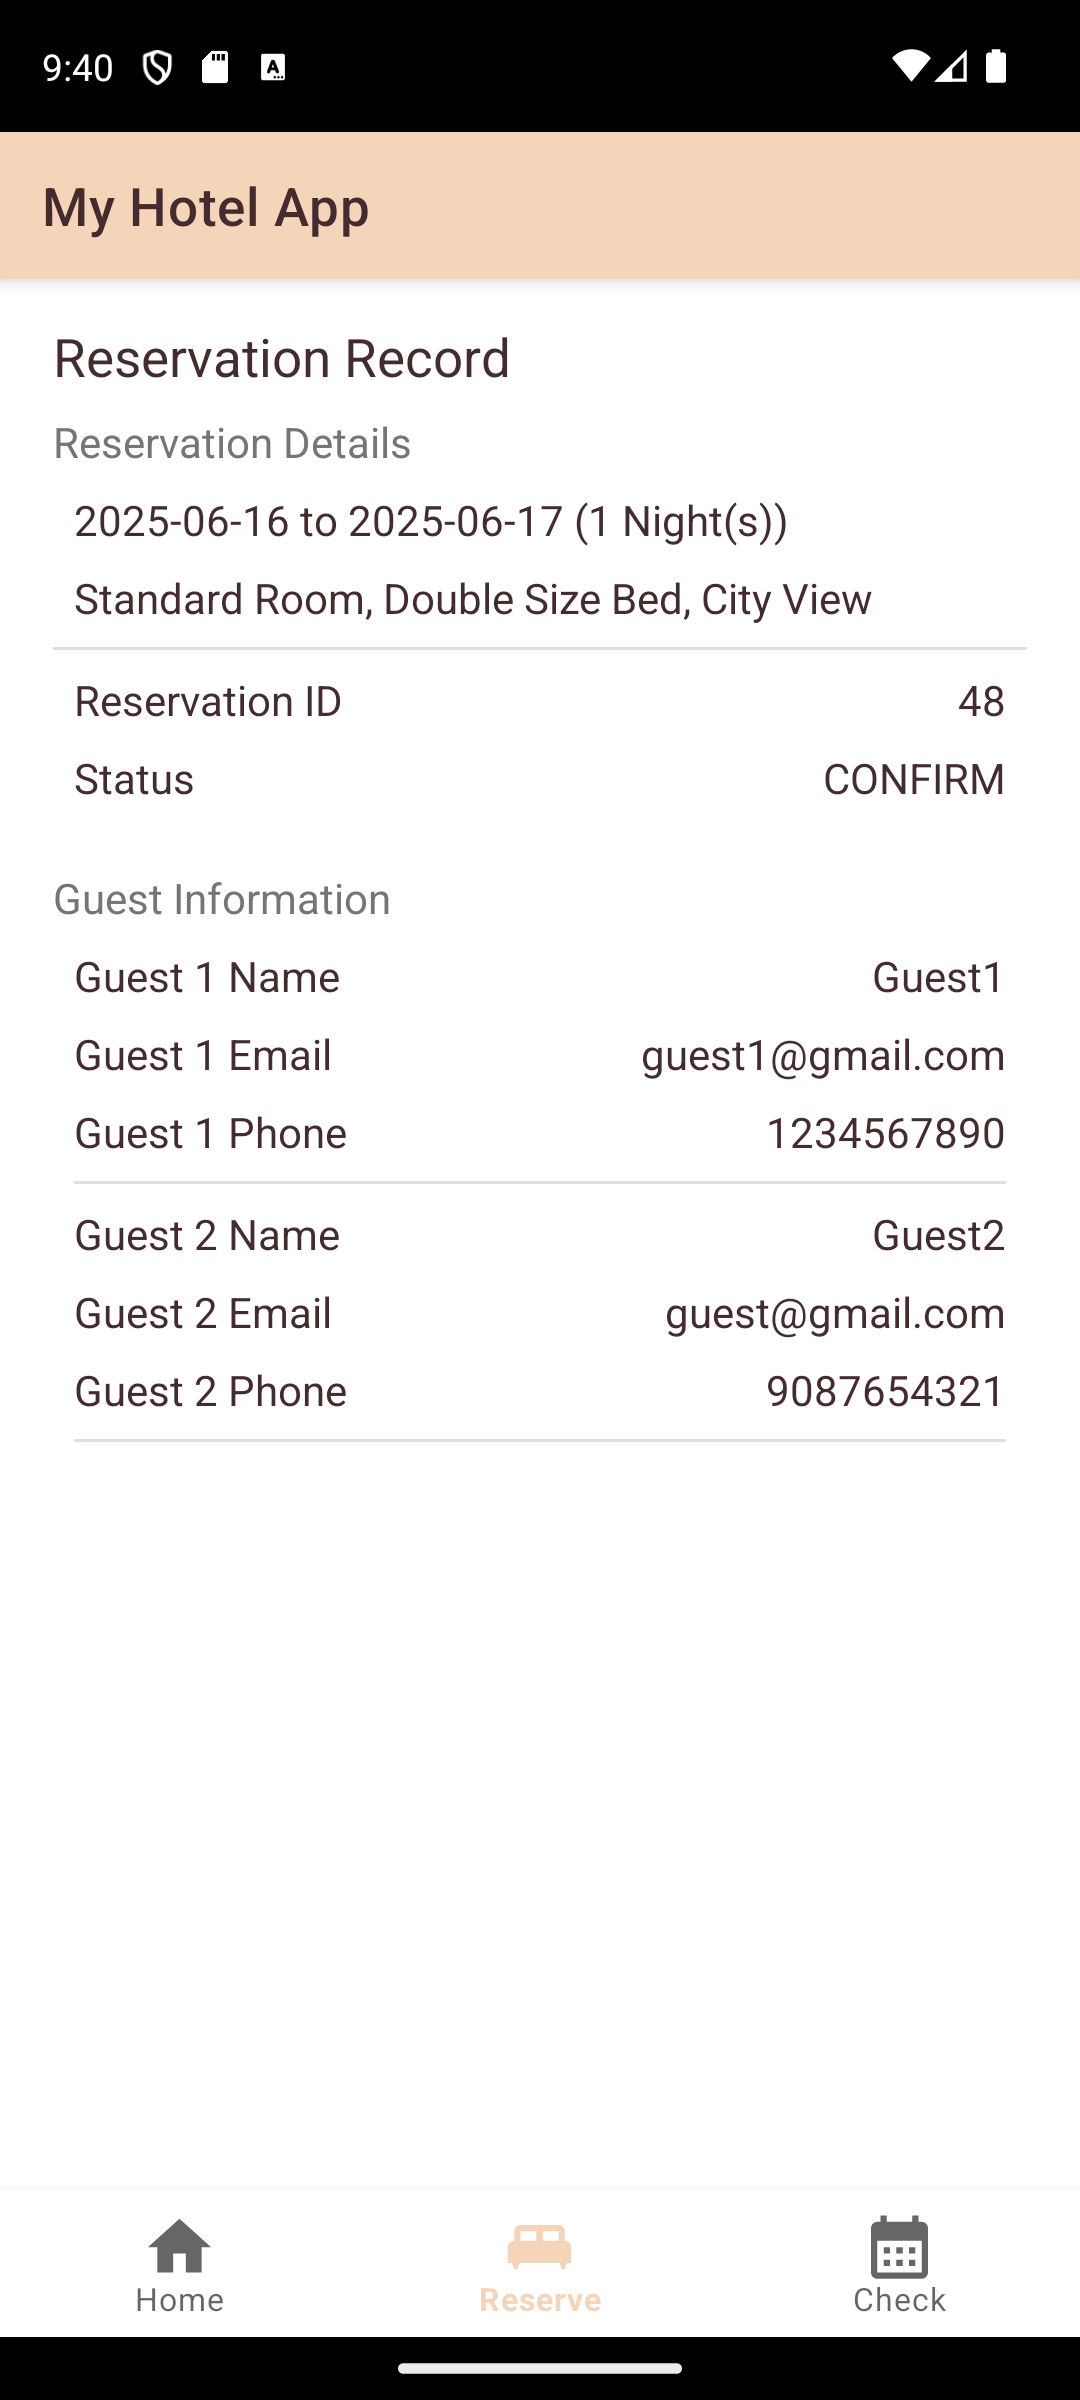 9:40
My Hotel App
Reservation Record
Reservation Details
2025-06-16 to 2025-06-17 (1 Night(s))
Standard Room, Double Size Bed, City View
Reservation ID 48
Status CONFIRM
Guest Information
Guest 1 Name Guest1
Guest 1 Email guest1@gmail.com
Guest 1 Phone 1234567890
Guest 2 Name Guest2
Guest 2 Email guest@gmail.com
Guest 2 Phone 9087654321
Home Reserve Check